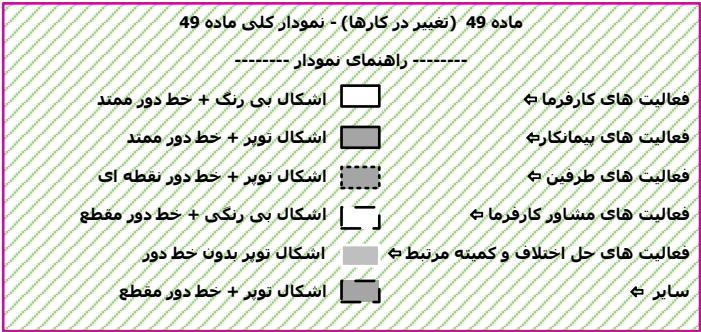 ماده 49 (تغییر در کارها) - نمودار کلی ماده 49
-------- راهنمای نمودار --------
فعالیت های کارفرما ⇦ اشکال بی رنگ + خط دور ممتد
فعالیت های پیمانکار⇦ اشکال توپر + خط دور ممتد
فعالیت های طرفین ⇦ اشکال توپر + خط دور نقطه ای
فعالیت های مشاور کارفرما ⇦ اشکال بی رنگی + خط دور مقطع
فعالیت های حل اختلاف و کمیته مرتبط ⇦ اشکال توپر بدون خط دور
سایر ⇦ اشکال توپر + خط دور مقطع